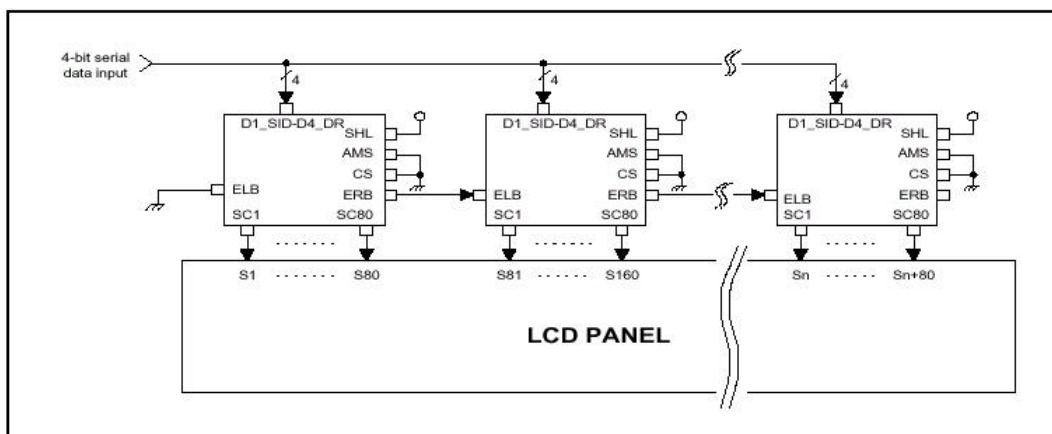 4-bit serial
data input
4
4
4
D1_SID-D4_DR
SHL
AMS
CS
ERB
ELB
SC1
SC80
D1_SID-D4_DR
SHL
AMS
CS
ERB
ELB
SC1
SC80
D1_SID-D4_DR
SHL
AMS
CS
ERB
ELB
SC1
SC80
S1 ....... S80
S81 ....... S160
Sn ....... Sn+80
LCD PANEL